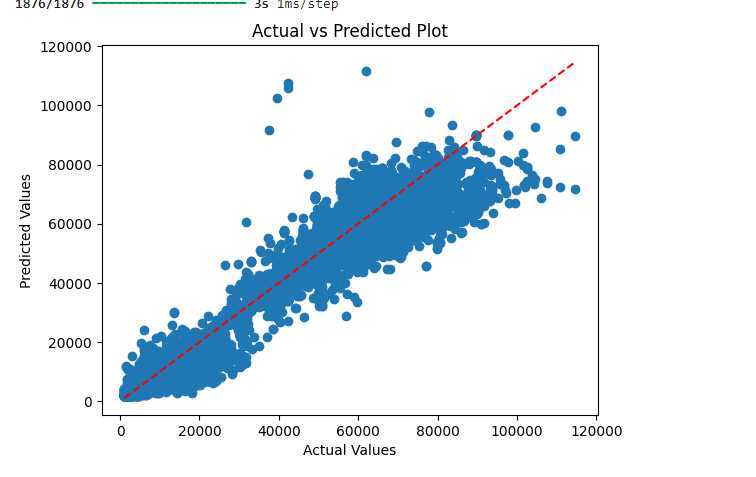 1876/1876 3s 1ms/step
Actual vs Predicted Plot
120000
100000
80000
60000
40000
20000
0
Predicted Values
0 20000 40000 60000 80000 100000 120000
Actual Values